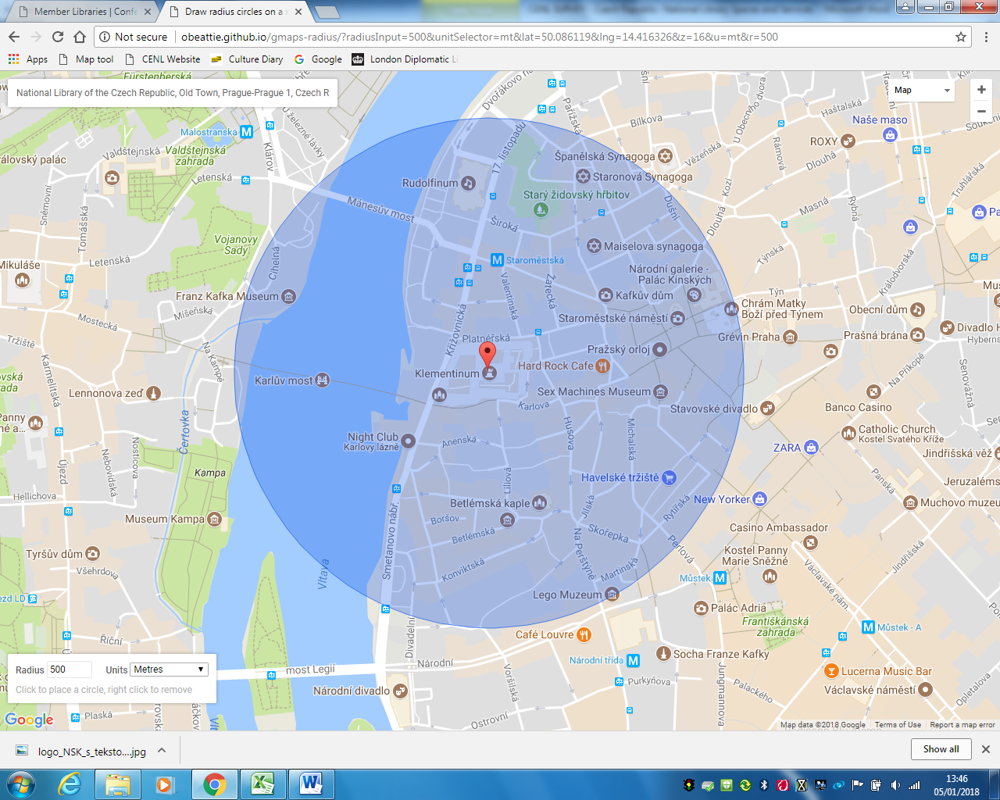 Member Libraries | Confe
Draw radius circles on a
Not secure | obeattie.github.io/gmaps-radius/?radiusInput=500&unitSelector=mt&lat=50.086119&lng=14.416326&z=16&u=mt&r=500
Apps Map tool CENL Website Culture Diary Google London Diplomatic Li
National Library of the Czech Republic, Old Town, Prague-Prague 1, Czech R
Map
Fürstenberská
zahrada
Malostranská
Valdštejnská
Valdštejnská
zahrada
Letenská
Klárov
U železné lávky
Dvořákovo n
17. listopadu
Pařížská
Bílkova
Vězeňská
Kozí
Dlouhá
U Obecního dvora
Haštalská
Rámová
Naše maso
ROXY
Dlouhá
Masná
Rybná
Truhlářská
Soukeni
rálovský palác
Sněmovní
Tomášská
Vojanovy
Sady
Letenská
Mikuláše
Cihelná
Mánesův most
Rudolfinum
Španělská Synagoga
Staronová Synagoga
Starý židovský hřbitov
Dušní
Široká
Staroměstská
Maiselova synagoga
Týnská
Národní galerie -
Palác Kinských
Králodvorská
Valentinská
Žatecká
Kafkův dům
Týn
Chrám Matky
Boží před Týnem
Staroměstské náměstí
Obecní dům
Franz Kafka Museum
Míšeňská
Mostecká
Křižovnická
Platnéřská
Pražský orloj
Grévin Praha
Prašná brána
Divadlo H
Hyberns
Tržiště
Karmelitská
Na Kampě
Hard Rock Cafe
Klementinum
Karlův most
Sex Machines Museum
Karlova
Stavovské divadlo
Na Příkopě
Senovážná
Banco Casino
Lennonova zeď
Panny
né a...
Čertovka
Night Club
Karlovy lázně
Anenská
Husova
Michalská
Catholic Church
Kostel Svatého Kříže
Jindřišská věž
ZARA
Nosticova
Nebovidská
Újezd
Kampa
Liliová
Havelské tržiště
Panská
Jeruzalém
Hellichova
Betlémská kaple
Jilská
Rytířská
New Yorker
Muchovo muzeu
Museum Kampa
Boršov
Betlémská
Skořepka
Casino Ambassador
Smetanovo nábř.
Na Perštýně
Perlová
Kostel Panny
Marie Sněžné
Jindřišská
Tyršův dům
Všehrdova
Vltava
Konviktská
Martinská
Můstek
Václavské nám.
ezd LD
Lego Muzeum
Palác Adria
Františkánská
zahrada
Můstek - A
Café Louvre
Říční
Divadelní
Národní
Národní třída
Socha Franze Kafky
Radius 500 Units Metres
Click to place a circle, right click to remove
most Legií
Voršilská
Purkyňova
Jungmannova
Palackého
Lucerna Music Bar
Národní divadlo
Václavské náměstí
Opletalova
Plaská
Ostrovní
Google
Map data ©2018 Google Terms of Use Report a map error
logo_NSK_s_teksto....jpg
Show all
13:46
05/01/2018